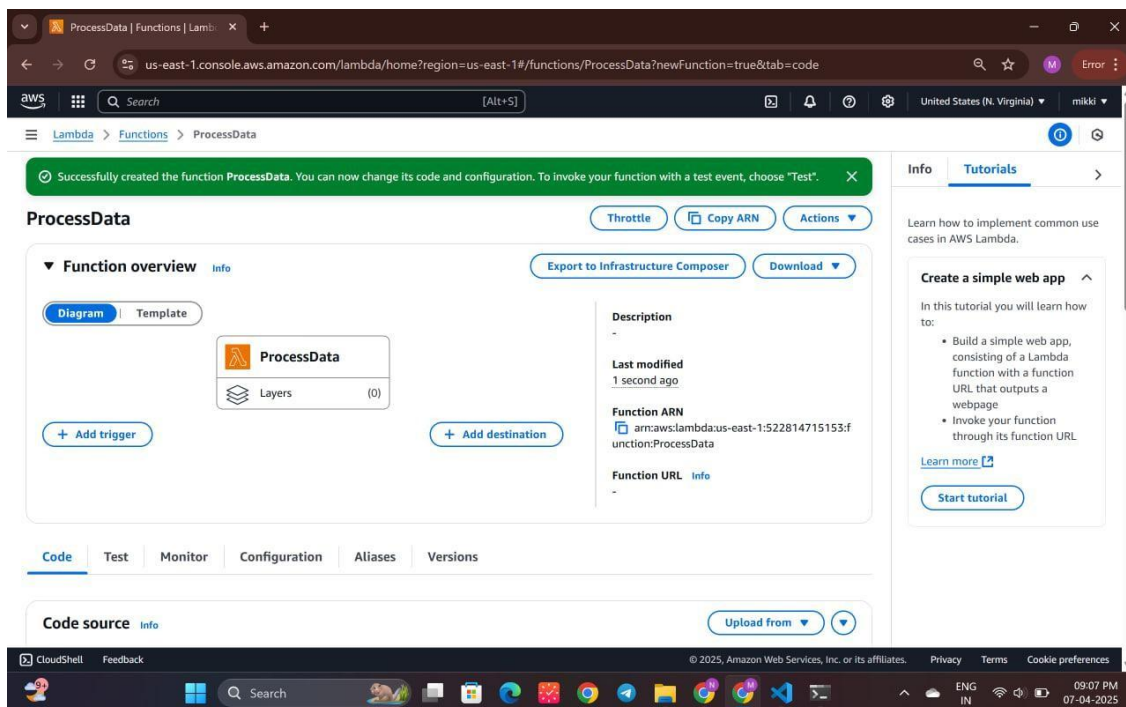 ProcessData | Functions | Lamb
us-east-1.console.aws.amazon.com/lambda/home?region=us-east-1#/functions/ProcessData?newFunction=true&tab=code
M
Error
aws
Search
[Alt+S]
United States (N. Virginia)
mikki
Lambda > Functions > ProcessData
Successfully created the function ProcessData. You can now change its code and configuration. To invoke your function with a test event, choose "Test".
ProcessData
Throttle
Copy ARN
Actions
Function overview Info
Export to Infrastructure Composer
Download
Diagram
Template
ProcessData
Layers (0)
+ Add trigger
+ Add destination
Description
-
Last modified
1 second ago
Function ARN
arn:aws:lambda:us-east-1:522814715153:f
unction:ProcessData
Function URL Info
-
Code
Test
Monitor
Configuration
Aliases
Versions
Code source Info
Upload from
Info
Tutorials
Learn how to implement common use
cases in AWS Lambda.
Create a simple web app
In this tutorial you will learn how
to:
• Build a simple web app,
consisting of a Lambda
function with a function
URL that outputs a
webpage
• Invoke your function
through its function URL
Learn more
Start tutorial
CloudShell
Feedback
© 2025, Amazon Web Services, Inc. or its affiliates.
Privacy
Terms
Cookie preferences
9+
Search
ENG
IN
09:07 PM
07-04-2025